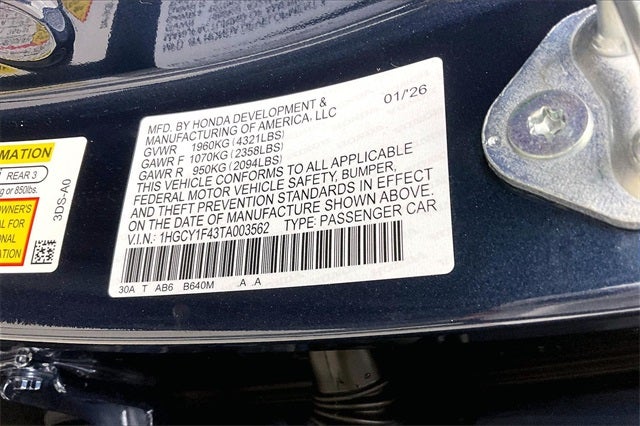 MFD. BY HONDA DEVELOPMENT &
MANUFACTURING OF AMERICA, LLC
01/'26
GVWR 1960KG (4321LBS)
GAWR F 1070KG (2358LBS)
GAWR R 950KG (2094LBS)
THIS VEHICLE CONFORMS TO ALL APPLICABLE
FEDERAL MOTOR VEHICLE SAFETY, BUMPER,
AND THEFT PREVENTION STANDARDS IN EFFECT
ON THE DATE OF MANUFACTURE SHOWN ABOVE.
V.I.N.: 1HGCY1F43TA003562 TYPE: PASSENGER CAR
30A T AB6 B640M .A .A
RMATION
REAR 3
g or 850lbs.
OWNER'S
AL FOR
ONAL
ATION
3DS-A0